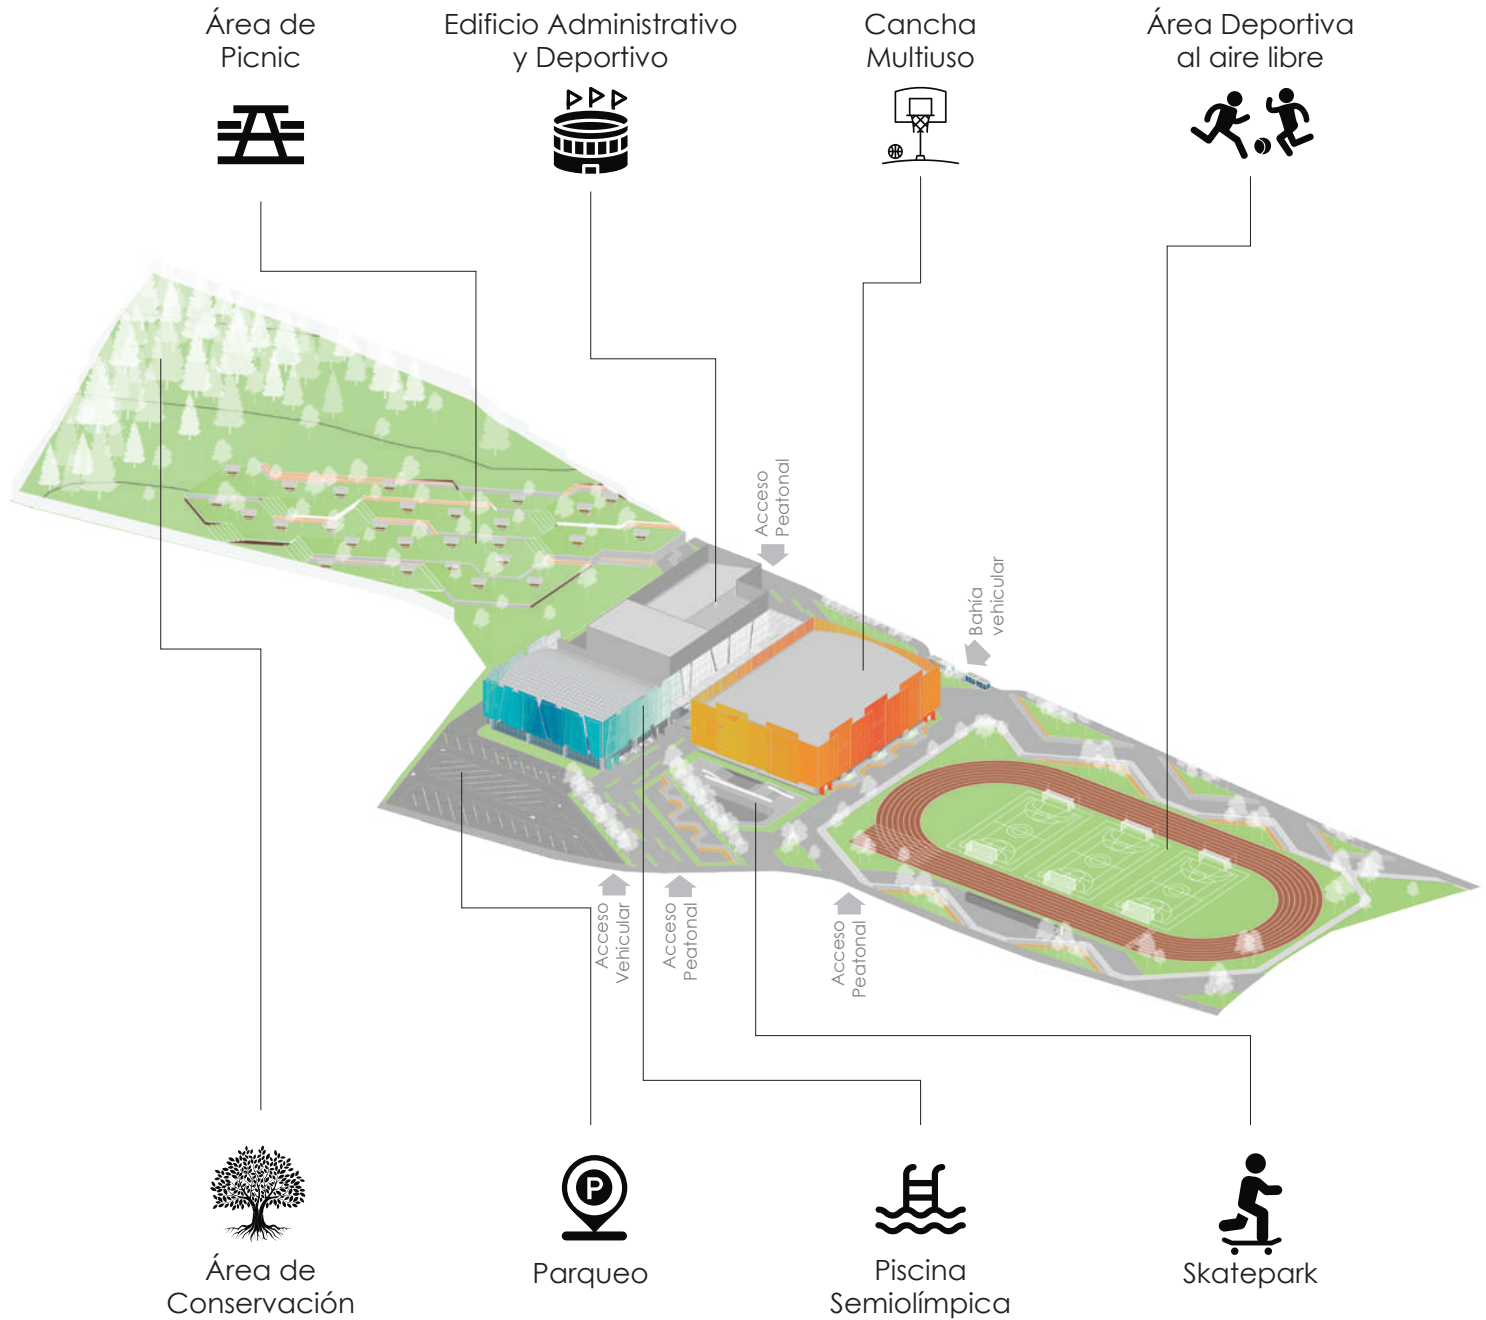 Área de
Picnic
Edificio Administrativo
y Deportivo
Cancha
Multiuso
Área Deportiva
al aire libre
Acceso
Peatonal
Bahía
vehicular
Acceso
Vehicular
Acceso
Peatonal
Acceso
Peatonal
P
Área de
Conservación
Parqueo
Piscina
Semiolímpica
Skatepark